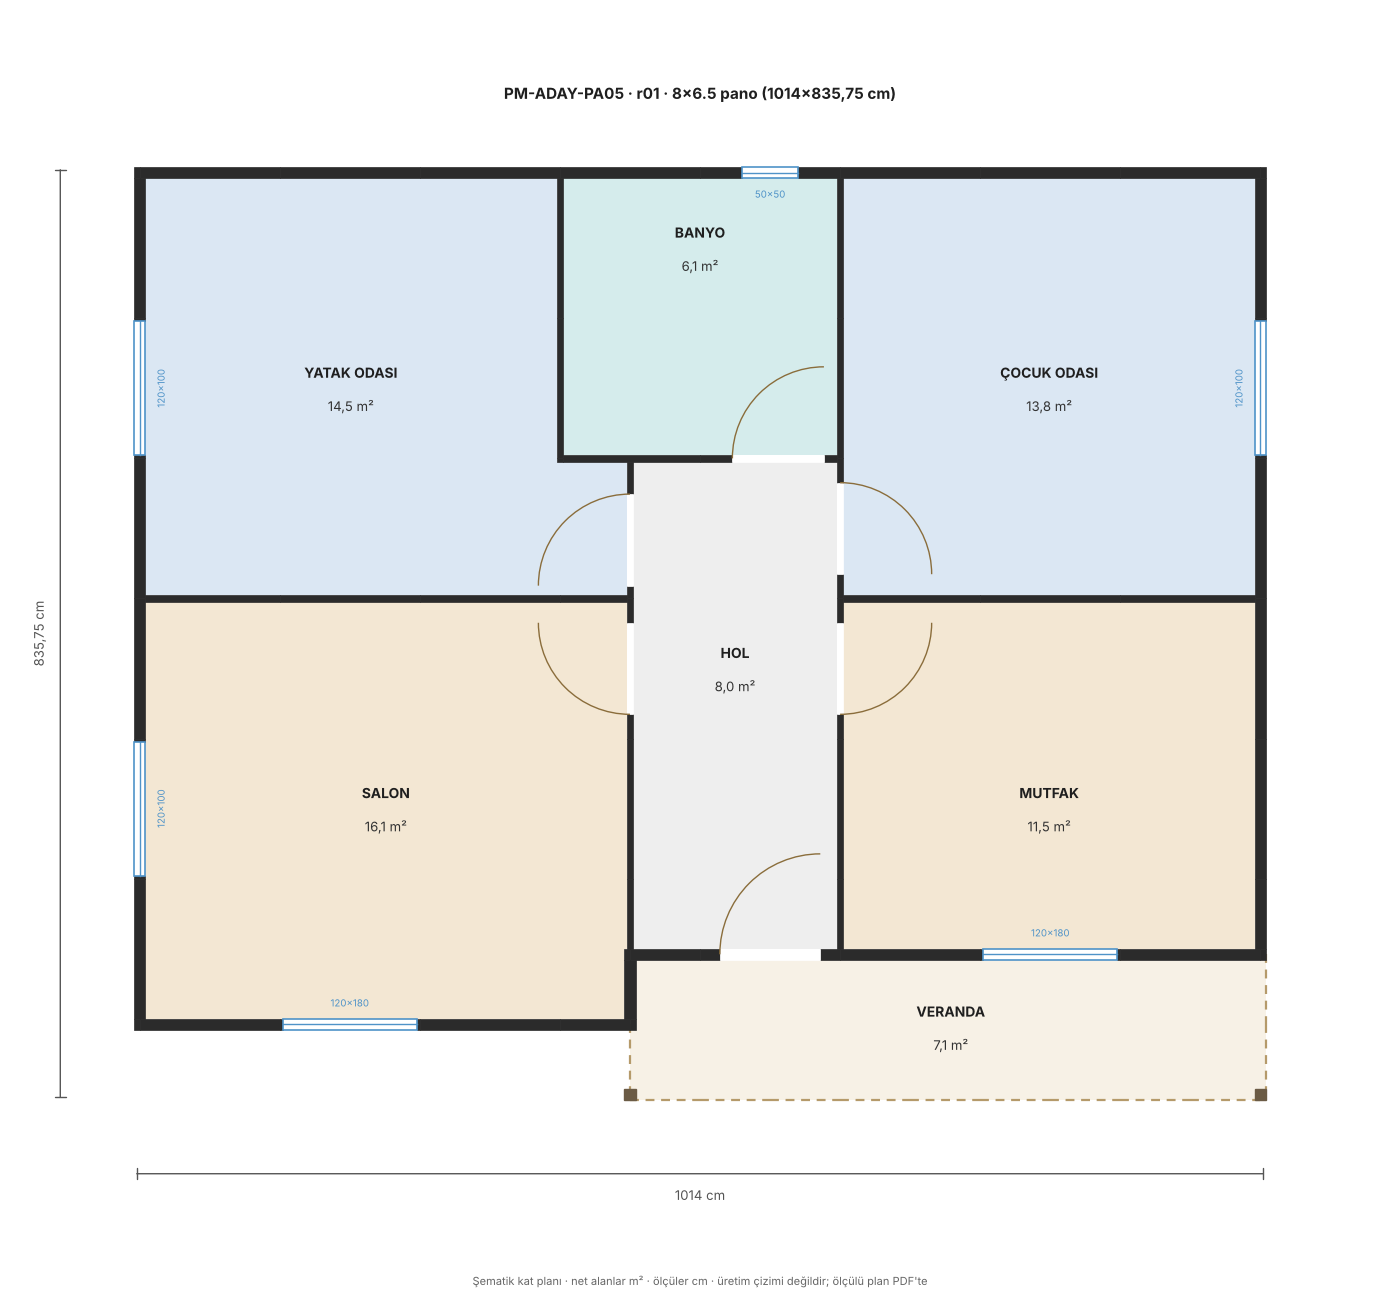 PM-ADAY-PA05 · r01 · 8×6.5 pano (1014×835,75 cm)
50×50
BANYO
6,1 m²
YATAK ODASI
14,5 m²
120×100
ÇOCUK ODASI
13,8 m²
120×100
835,75 cm
HOL
8,0 m²
SALON
16,1 m²
120×100
MUTFAK
11,5 m²
120×180
120×180
VERANDA
7,1 m²
1014 cm
Şematik kat planı · net alanlar m² · ölçüler cm · üretim çizimi değildir; ölçülü plan PDF'te